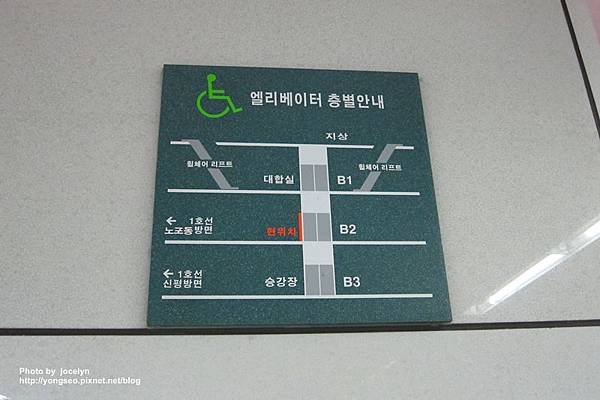 엘리베이터 층별안내
지상
휠체어 리프트
휠체어 리프트
대합실 B1
← 1호선
노포동방면
현위치 B2
← 1호선
신평방면
승강장 B3
Photo by jocelyn
http://yongseo.pixnet.net/blog